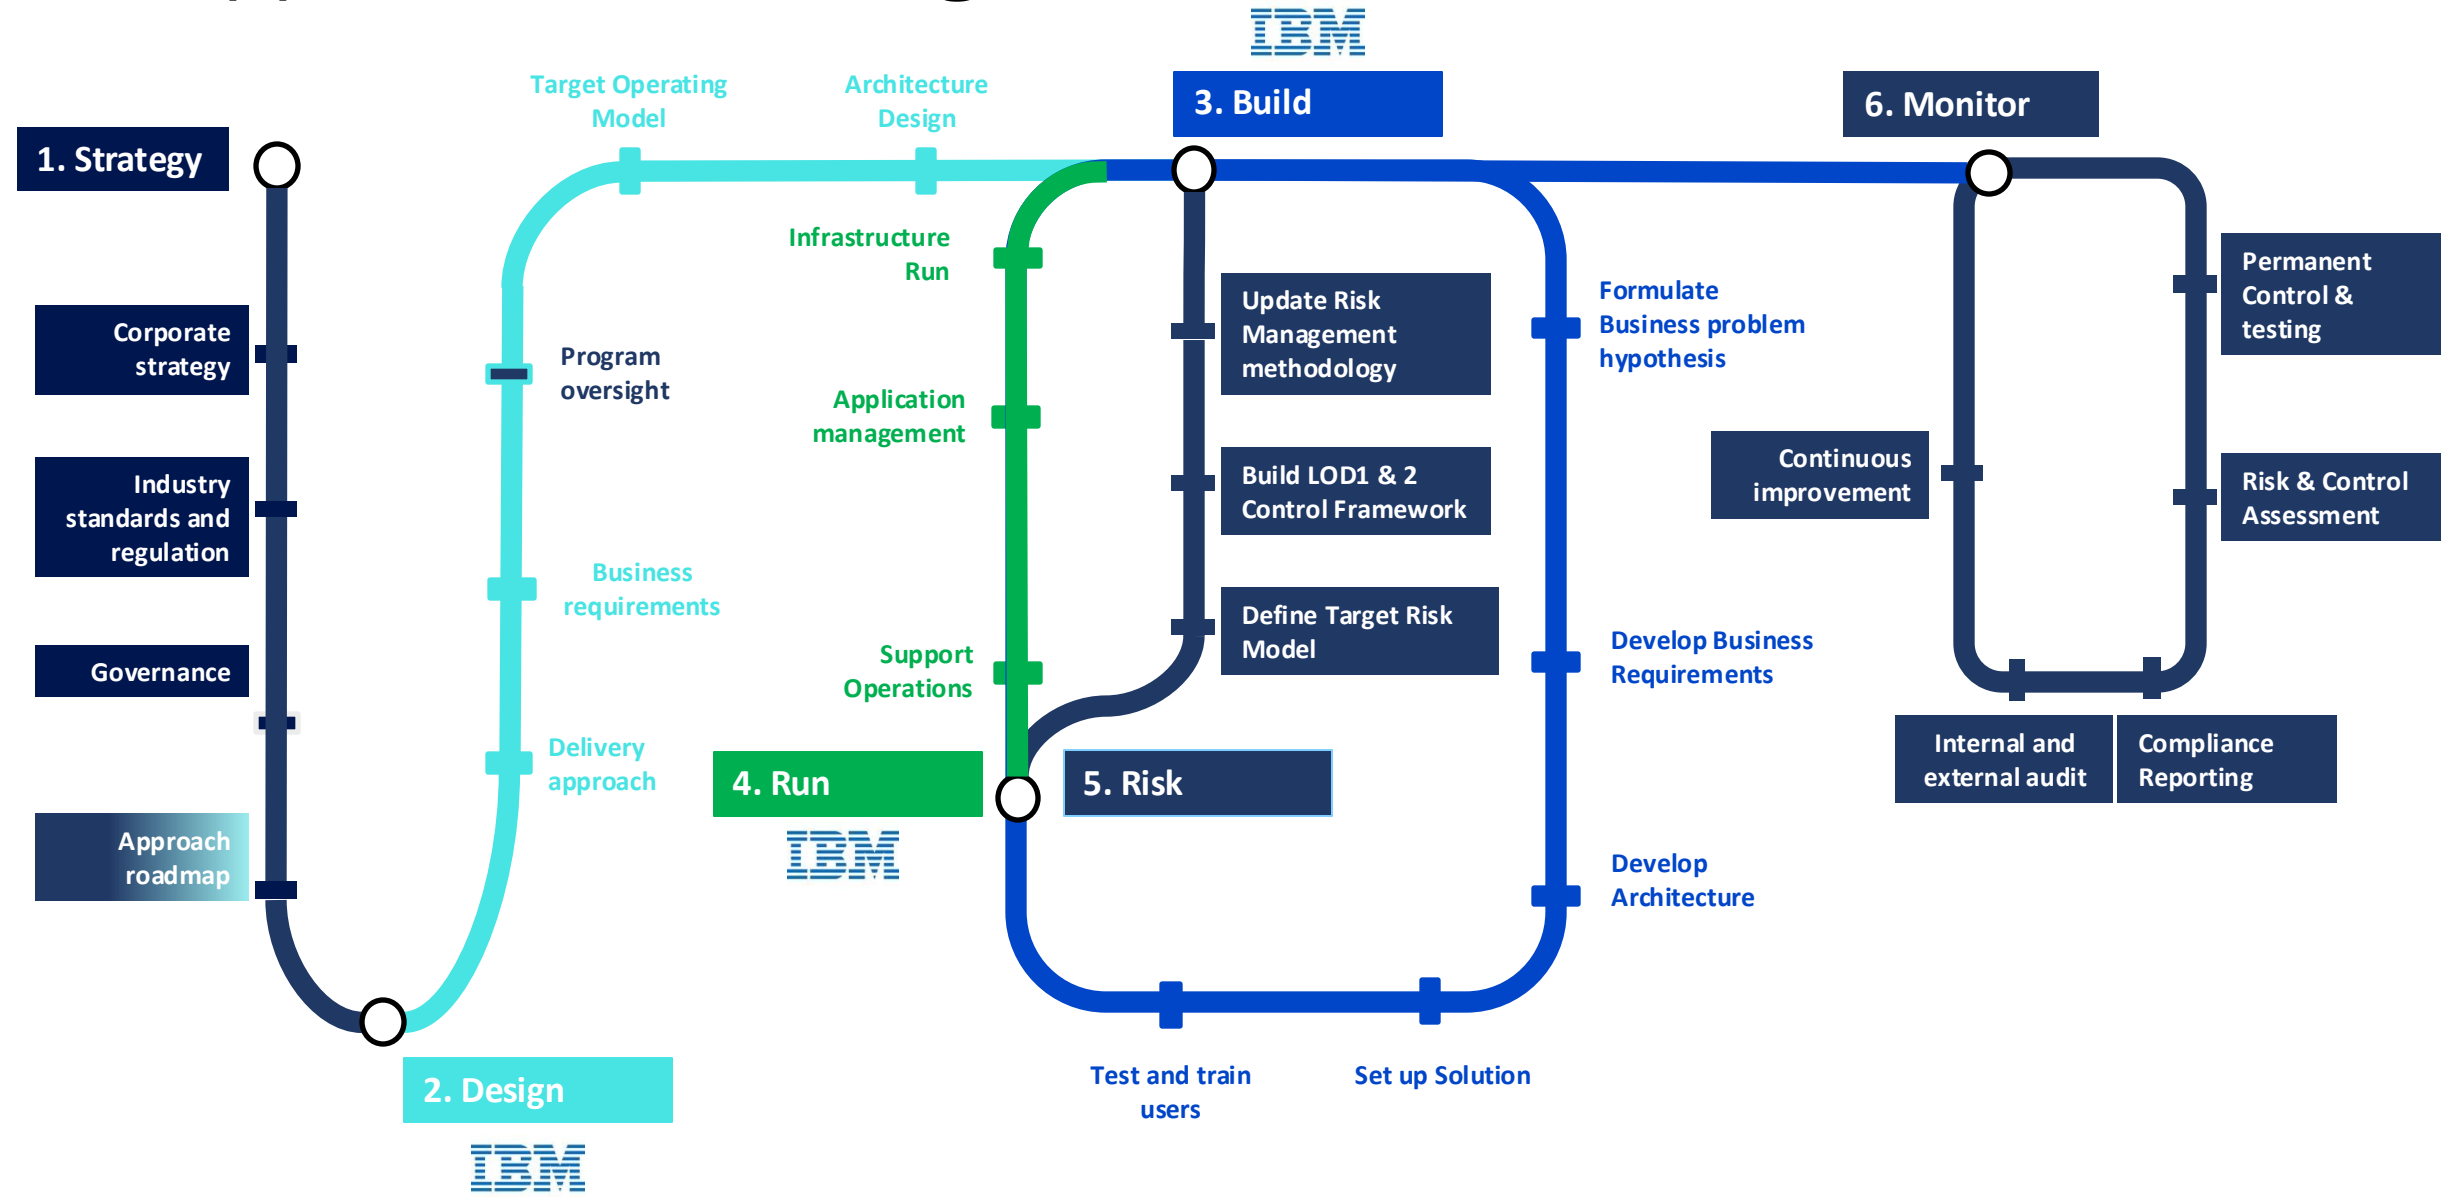 IBM
1. Strategy
Corporate
strategy
Industry
standards and
regulation
Governance
Approach
roadmap
2. Design
IBM
Target Operating
Model
Architecture
Design
Program
oversight
Business
requirements
Delivery
approach
3. Build
Infrastructure
Run
Application
management
Support
Operations
4. Run
IBM
Update Risk
Management
methodology
Build LOD1 & 2
Control Framework
Define Target Risk
Model
5. Risk
Formulate
Business problem
hypothesis
Develop Business
Requirements
Develop
Architecture
Test and train
users
Set up Solution
6. Monitor
Permanent
Control &
testing
Continuous
improvement
Risk & Control
Assessment
Internal and
external audit
Compliance
Reporting